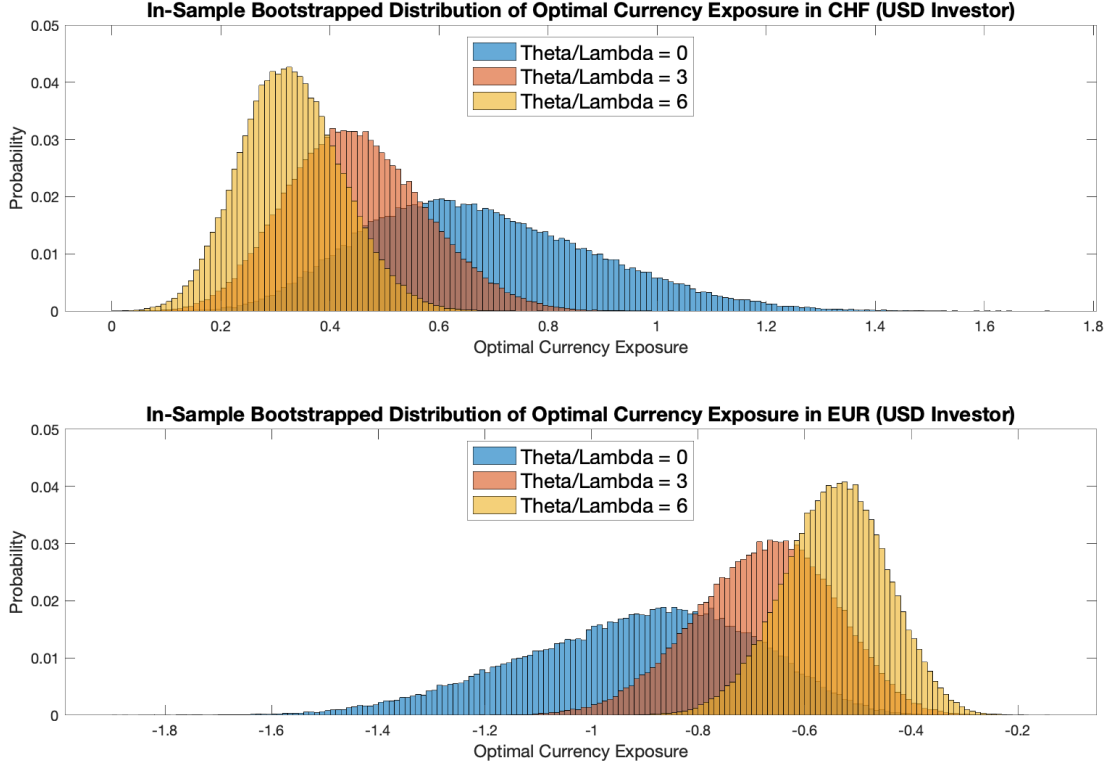 In-Sample Bootstrapped Distribution of Optimal Currency Exposure in CHF (USD Investor)
0.05
0.04
0.03
0.02
0.01
0
Probability
Theta/Lambda = 0
Theta/Lambda = 3
Theta/Lambda = 6
0 0.2 0.4 0.6 0.8 1 1.2 1.4 1.6 1.8
Optimal Currency Exposure
In-Sample Bootstrapped Distribution of Optimal Currency Exposure in EUR (USD Investor)
0.05
0.04
0.03
0.02
0.01
0
Probability
Theta/Lambda = 0
Theta/Lambda = 3
Theta/Lambda = 6
-1.8 -1.6 -1.4 -1.2 -1 -0.8 -0.6 -0.4 -0.2
Optimal Currency Exposure